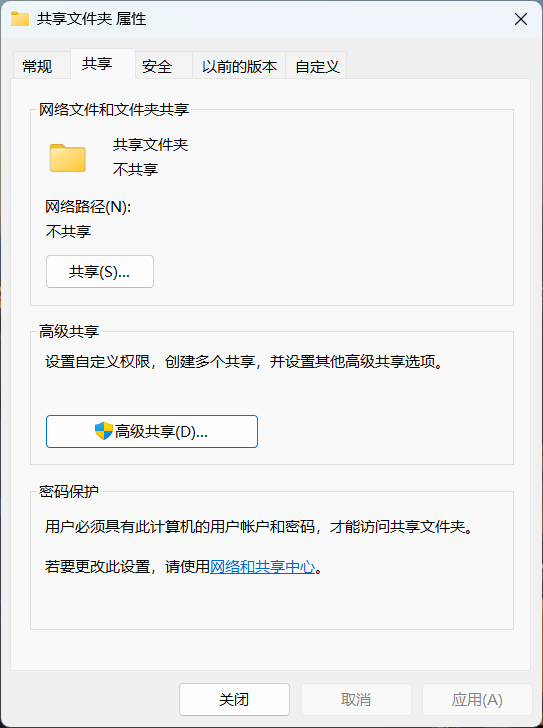 共享文件夹 属性
常规
共享
安全
以前的版本
自定义
网络文件和文件夹共享
共享文件夹
不共享
网络路径(N):
不共享
共享(S)...
高级共享
设置自定义权限，创建多个共享，并设置其他高级共享选项。
高级共享(D)...
密码保护
用户必须具有此计算机的用户帐户和密码，才能访问共享文件夹。
若要更改此设置，请使用网络和共享中心。
关闭
取消
应用(A)